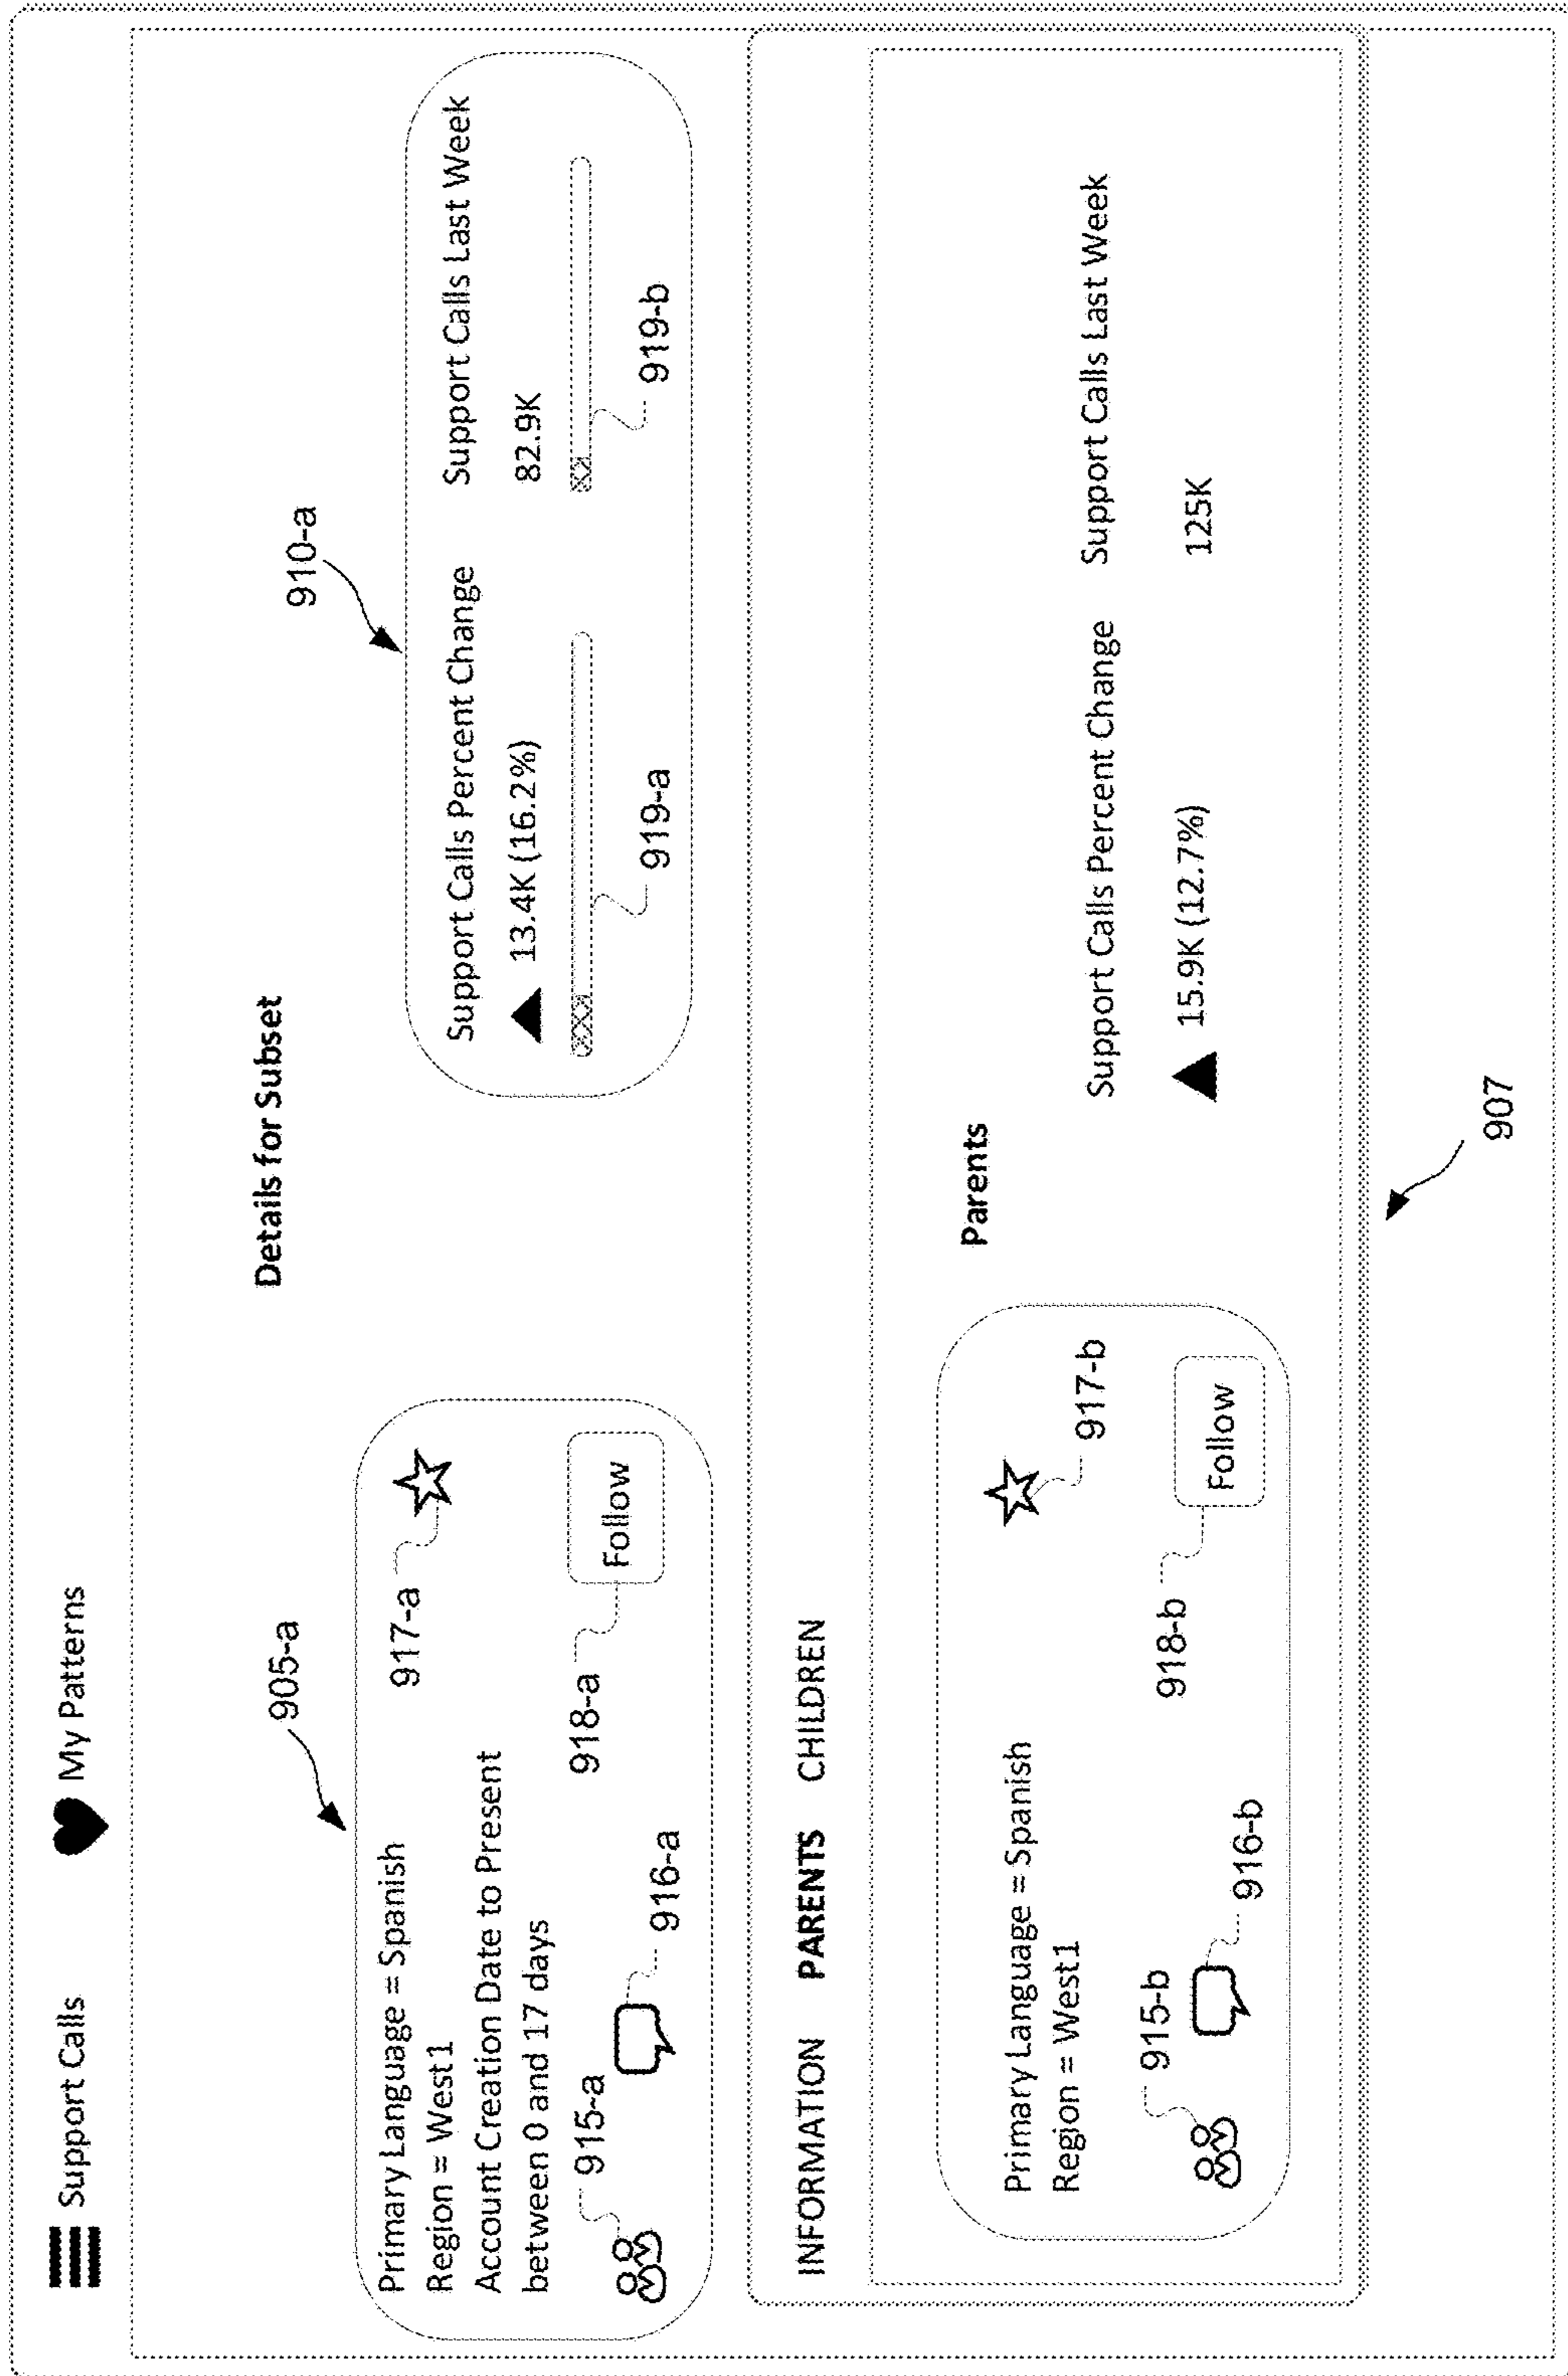 Support Calls My Patterns
Details for Subset
905-a
910-a
Primary Language = Spanish
Region = West1
Account Creation Date to Present
between 0 and 17 days
917-a
918-a
Follow
915-a
916-a
Support Calls Percent Change
13.4K (16.2%)
919-a
Support Calls Last Week
82.9K
919-b
INFORMATION PARENTS CHILDREN
Parents
Primary Language = Spanish
Region = West1
917-b
915-b
916-b
918-b
Follow
Support Calls Percent Change
15.9K (12.7%)
Support Calls Last Week
125K
907